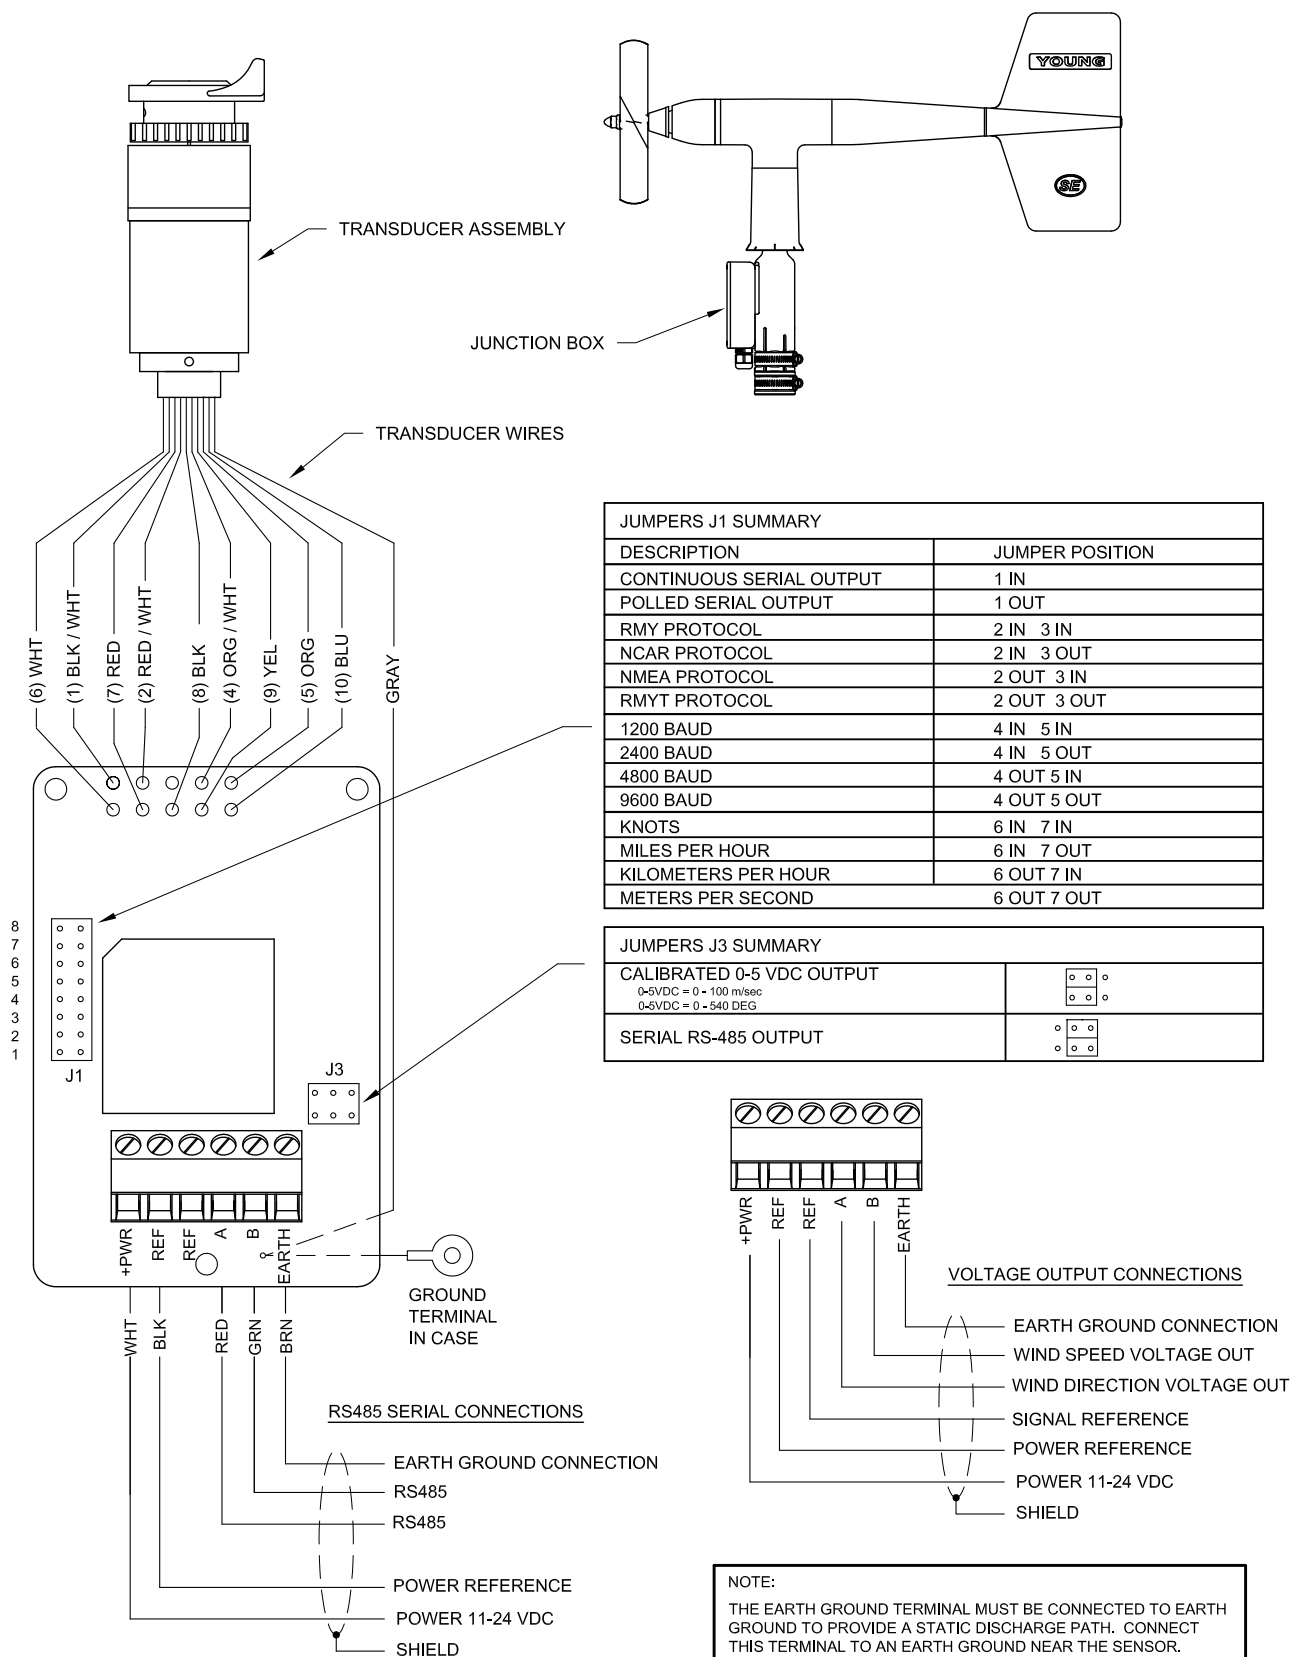 YOUNG
SE
TRANSDUCER ASSEMBLY
JUNCTION BOX
TRANSDUCER WIRES
(6) WHT
(1) BLK / WHT
(7) RED
(2) RED / WHT
(8) BLK
(4) ORG / WHT
(9) YEL
(5) ORG
(10) BLU
GRAY
JUMPERS J1 SUMMARY
DESCRIPTION JUMPER POSITION
CONTINUOUS SERIAL OUTPUT 1 IN
POLLED SERIAL OUTPUT 1 OUT
RMY PROTOCOL 2 IN 3 IN
NCAR PROTOCOL 2 IN 3 OUT
NMEA PROTOCOL 2 OUT 3 IN
RMYT PROTOCOL 2 OUT 3 OUT
1200 BAUD 4 IN 5 IN
2400 BAUD 4 IN 5 OUT
4800 BAUD 4 OUT 5 IN
9600 BAUD 4 OUT 5 OUT
KNOTS 6 IN 7 IN
MILES PER HOUR 6 IN 7 OUT
KILOMETERS PER HOUR 6 OUT 7 IN
METERS PER SECOND 6 OUT 7 OUT
8
7
6
5
4
3
2
1
J1
J3
JUMPERS J3 SUMMARY
CALIBRATED 0-5 VDC OUTPUT
0-5VDC = 0 - 100 m/sec
0-5VDC = 0 - 540 DEG
SERIAL RS-485 OUTPUT
+PWR
REF
REF
A
B
EARTH
GROUND
TERMINAL
IN CASE
WHT
BLK
RED
GRN
BRN
RS485 SERIAL CONNECTIONS
EARTH GROUND CONNECTION
RS485
RS485
POWER REFERENCE
POWER 11-24 VDC
SHIELD
+PWR
REF
REF
A
B
EARTH
VOLTAGE OUTPUT CONNECTIONS
EARTH GROUND CONNECTION
WIND SPEED VOLTAGE OUT
WIND DIRECTION VOLTAGE OUT
SIGNAL REFERENCE
POWER REFERENCE
POWER 11-24 VDC
SHIELD
NOTE:
THE EARTH GROUND TERMINAL MUST BE CONNECTED TO EARTH
GROUND TO PROVIDE A STATIC DISCHARGE PATH. CONNECT
THIS TERMINAL TO AN EARTH GROUND NEAR THE SENSOR.